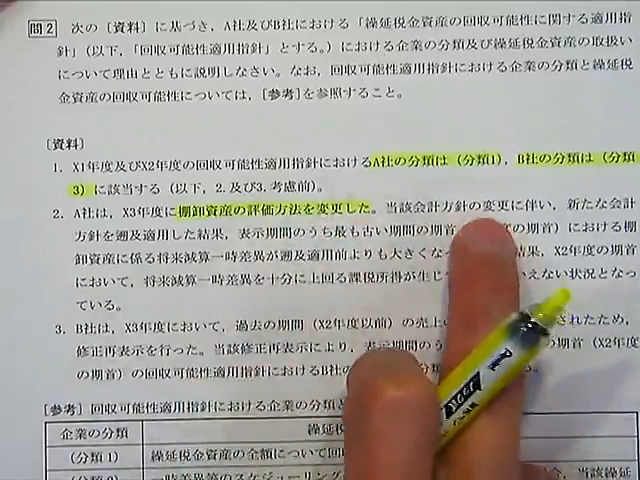 問2 次の［資料］に基づき，A社及びB社における「繰延税金資産の回収可能性に関する適用指
針」（以下，「回収可能性適用指針」とする。）における企業の分類及び繰延税金資産の取扱い
について理由とともに説明しなさい。なお，回収可能性適用指針における企業の分類と繰延税
金資産の回収可能性については，［参考］を参照すること。
［資料］
1．X1年度及びX2年度の回収可能性適用指針におけるA社の分類は（分類1），B社の分類は（分類
3）に該当する（以下，2．及び3．考慮前）。
2．A社は，X3年度に棚卸資産の評価方法を変更した。当該会計方針の変更に伴い，新たな会計
方針を遡及適用した結果，表示期間のうち最も古い期間の期首 の期首）における棚
卸資産に係る将来減算一時差異が遡及適用前よりも大きくな 結果，X2年度の期首
において，将来減算一時差異を十分に上回る課税所得が生じ いえない状況となっ
ている。
3．B社は，X3年度において，過去の期間（X2年度以前）の売上 されたため，
修正再表示を行った。当該修正再表示により，表示期間のう 期首（X2年度
の期首）の回収可能性適用指針におけるB社の
［参考］回収可能性適用指針における企業の分類
企業の分類 繰延
（分類1） 繰延税金資産の全額について回
一時差異等のスケジューリング 合，当該繰延